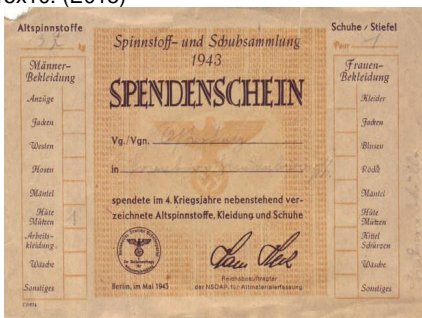 Altspinnstoffe
kg
Männer-
Bekleidung
Anzüge
Jacken
Westen
Hosen
Mäntel
Hüte
Mützen
1
Arbeits-
kleidung
Wäsche
Sonstiges
Spinnstoff- und Schuhsammlung
1943
SPENDENSCHEIN
Vg./Vgn.
in
spendete im 4. Kriegsjahre nebenstehend ver-
zeichnete Altspinnstoffe, Kleidung und Schuhe
Reichsbeauftragter
der NSDAP. für Altmaterialerfassung
Berlin, im Mai 1943
Schuhe / Stiefel
Paar 1
Frauen-
Bekleidung
Kleider
Jacken
Blusen
Röcke
Mäntel
Hüte
Mützen
Kittel
Schürzen
Wäsche
Sonstiges